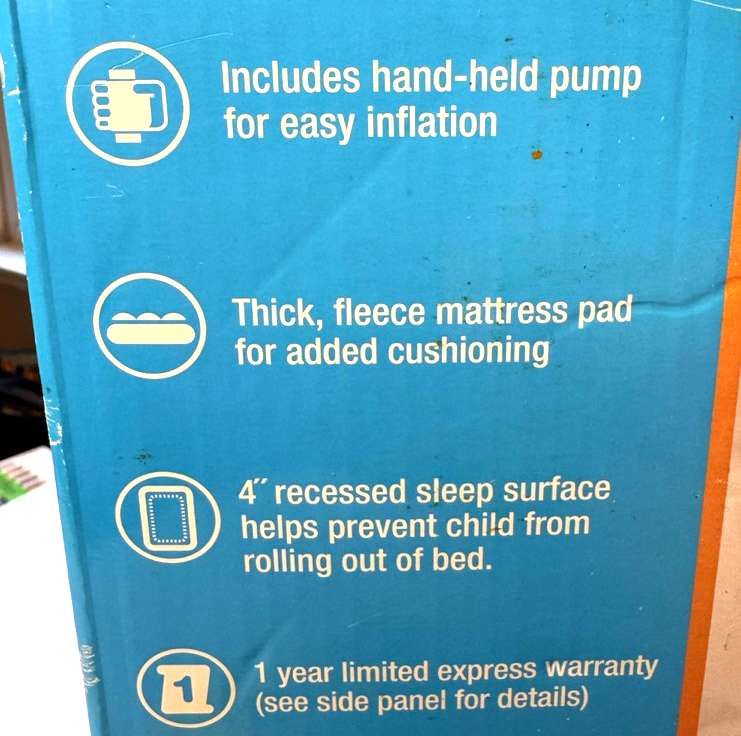 Includes hand-held pump
for easy inflation
Thick, fleece mattress pad
for added cushioning
4″ recessed sleep surface
helps prevent child from
rolling out of bed.
1
1 year limited express warranty
(see side panel for details)